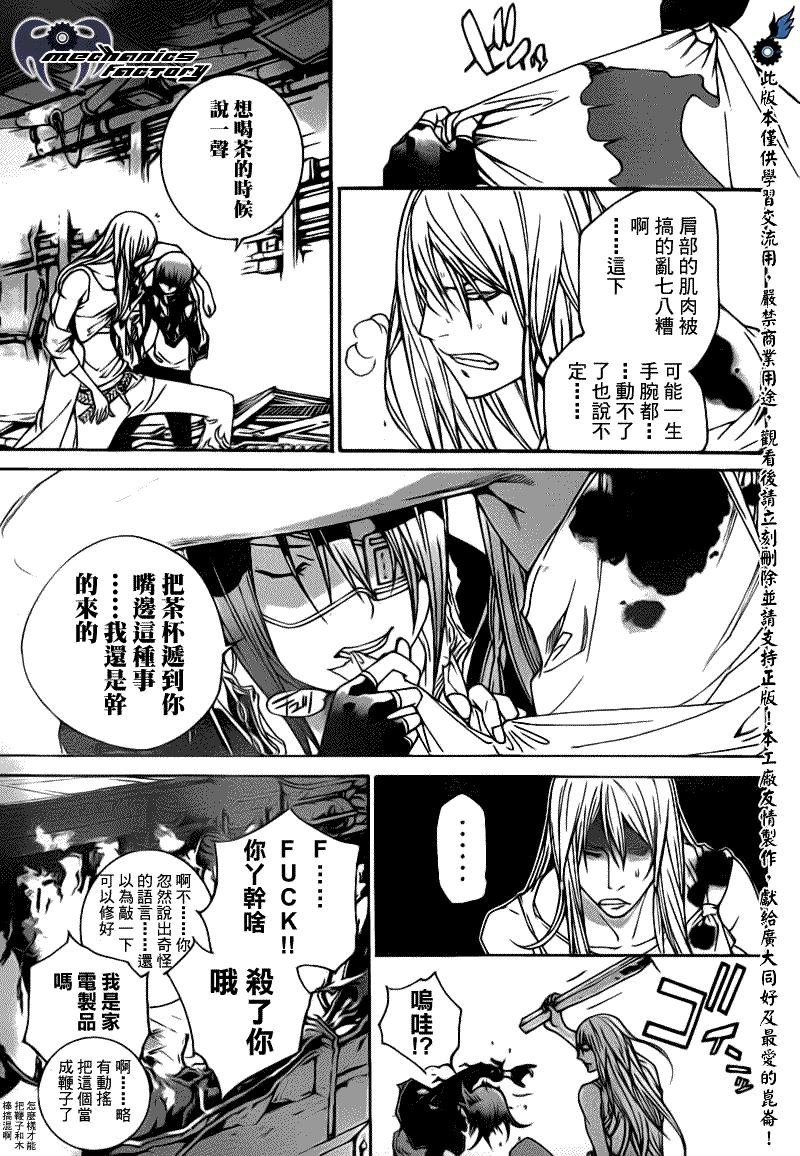 mechanics
factory
此版本僅供學習交流用，嚴禁商業用途，觀看後請立刻刪除並請支持正版！本工廠友情製作，獻給廣大同好及最愛的崑崙！
肩部的肌肉被
搞的亂七八糟
啊
……這下
可能一生
手腕都…
…動不了
了也說不
定……
想喝茶的時候
說一聲
把茶杯遞到你
嘴邊這種事
……我還是幹
的來的
……
嗚哇!?
ゴイーン
F……
FUCK!!
你丫幹啥
殺了你
哦
啊不……你
忽然說出奇怪
的語言……還
以為敲一下
可以修好
我是家
電製品
嗎
啊……略
有動搖
把這個當
成鞭子了
怎麼樣才能
把鞭子和木
棒搞混啊